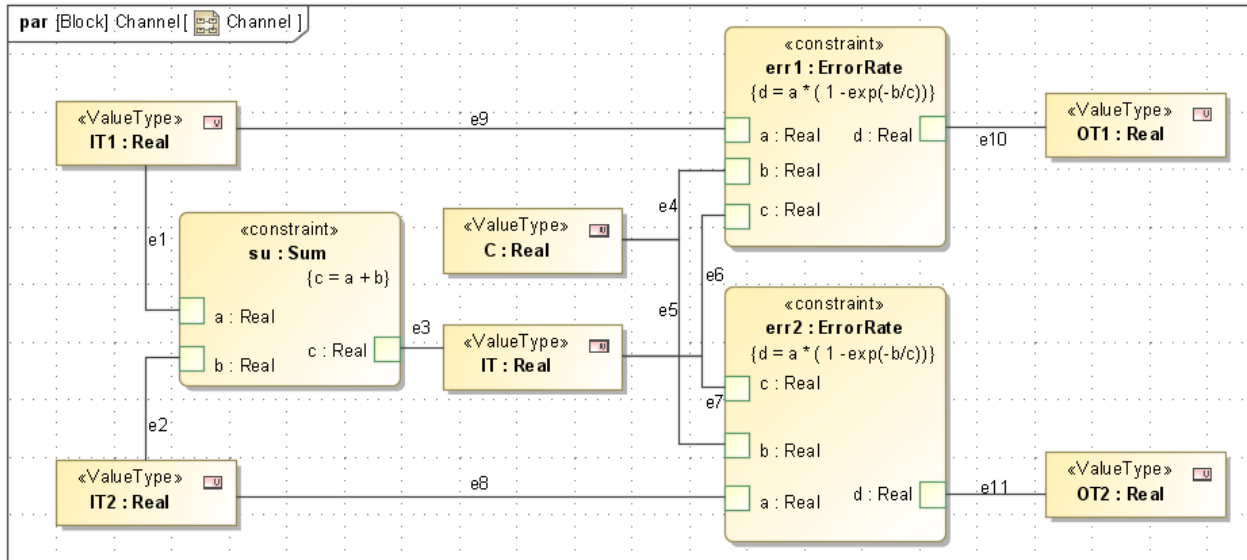 par [Block] Channel[ Channel ]
«ValueType»
IT1 : Real
e9
«constraint»
err1 : ErrorRate
{d = a * ( 1 -exp(-b/c))}
a : Real
d : Real
b : Real
c : Real
e10
«ValueType»
OT1 : Real
e1
«constraint»
su : Sum
{c = a + b}
a : Real
c : Real
b : Real
e3
«ValueType»
C : Real
e4
e6
e5
«ValueType»
IT : Real
e7
«constraint»
err2 : ErrorRate
{d = a * ( 1 -exp(-b/c))}
c : Real
b : Real
a : Real
d : Real
e2
«ValueType»
IT2 : Real
e8
e11
«ValueType»
OT2 : Real